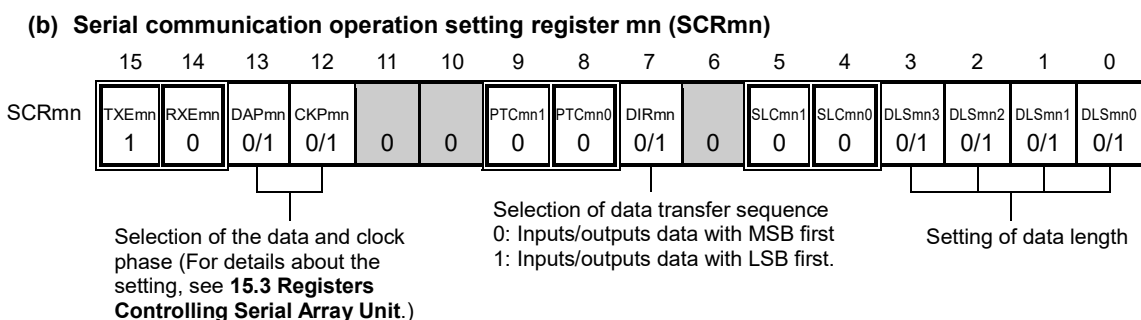 (b) Serial communication operation setting register mn (SCRmn)
15 14 13 12 11 10 9 8 7 6 5 4 3 2 1 0
SCRmn TXEmn RXEmn DAPmn CKPmn PTCmn1 PTCmn0 DIRmn SLCmn1 SLCmn0 DLSmn3 DLSmn2 DLSmn1 DLSmn0
1 0 0/1 0/1 0 0 0 0 0/1 0 0 0 0/1 0/1 0/1 0/1
Selection of the data and clock
phase (For details about the
setting, see 15.3 Registers
Controlling Serial Array Unit.)
Selection of data transfer sequence
0: Inputs/outputs data with MSB first
1: Inputs/outputs data with LSB first.
Setting of data length